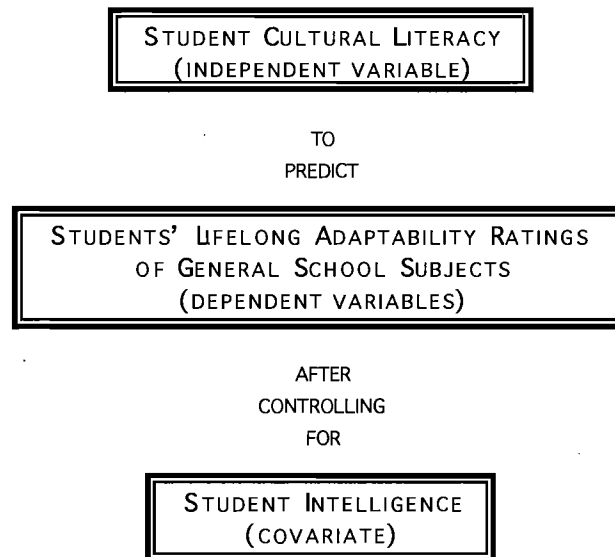 STUDENT CULTURAL LITERACY
(INDEPENDENT VARIABLE)
TO
PREDICT
STUDENTS' LIFELONG ADAPTABILITY RATINGS
OF GENERAL SCHOOL SUBJECTS
(DEPENDENT VARIABLES)
AFTER
CONTROLLING
FOR
STUDENT INTELLIGENCE
(COVARIATE)